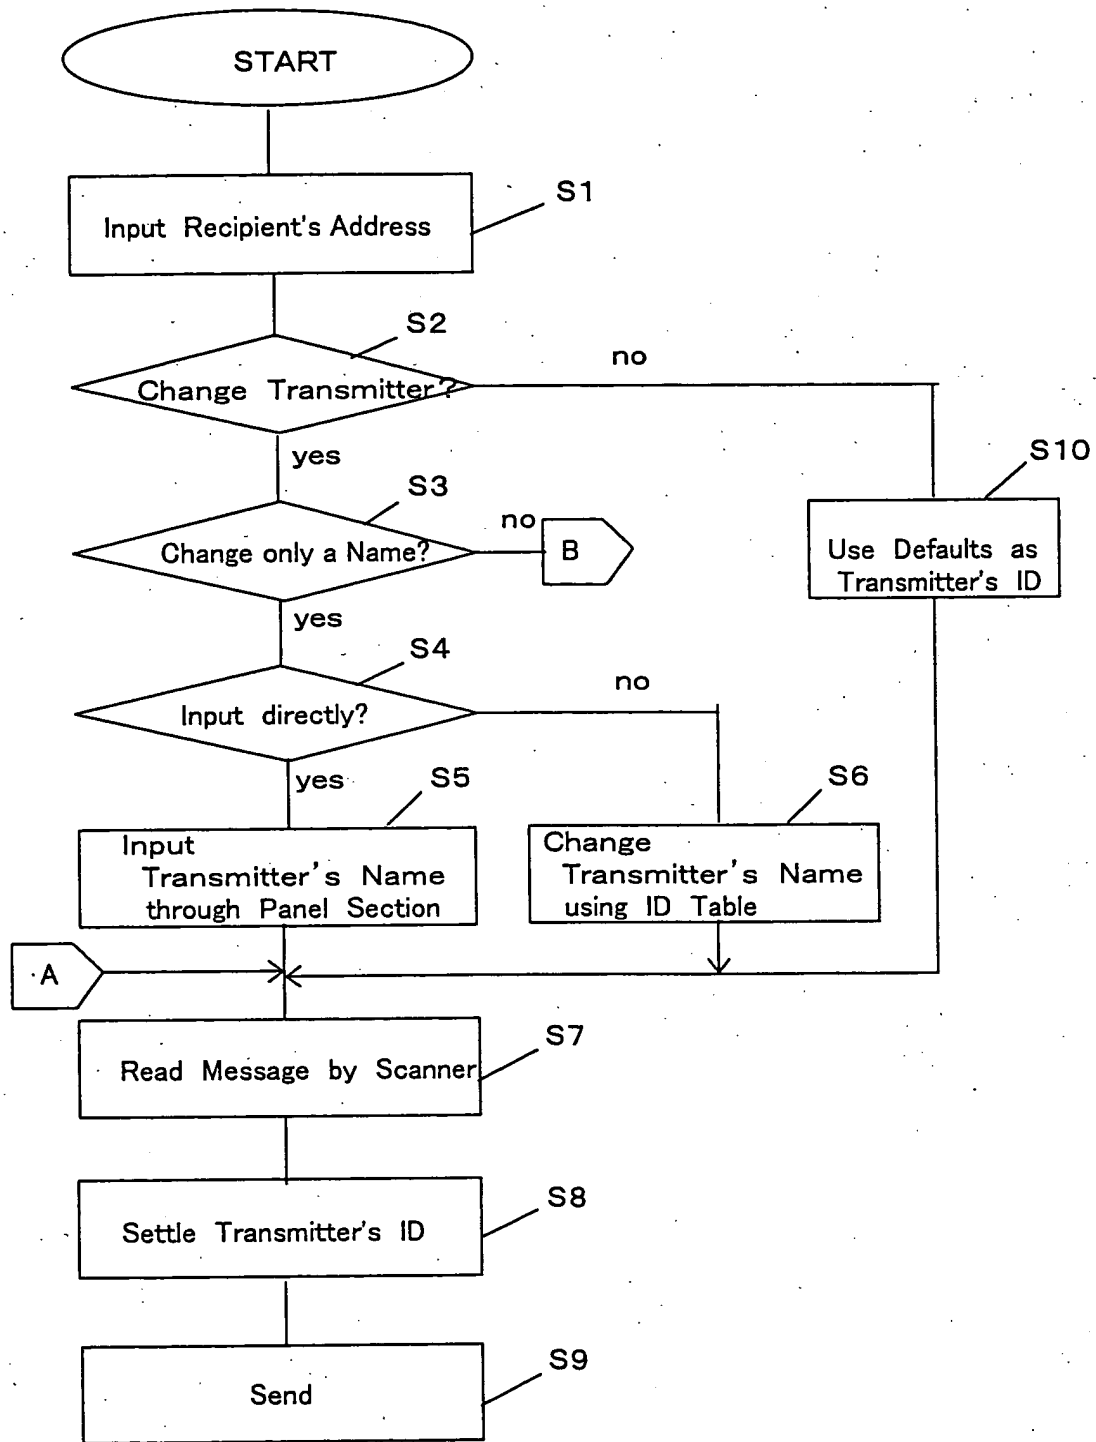 START
S1
Input Recipient's Address
S2
Change Transmitter?
no
yes
S3
Change only a Name?
no
B
S10
Use Defaults as
Transmitter's ID
yes
S4
Input directly?
no
yes
S5
Input
Transmitter's Name
through Panel Section
S6
Change
Transmitter's Name
using ID Table
A
S7
Read Message by Scanner
S8
Settle Transmitter's ID
S9
Send